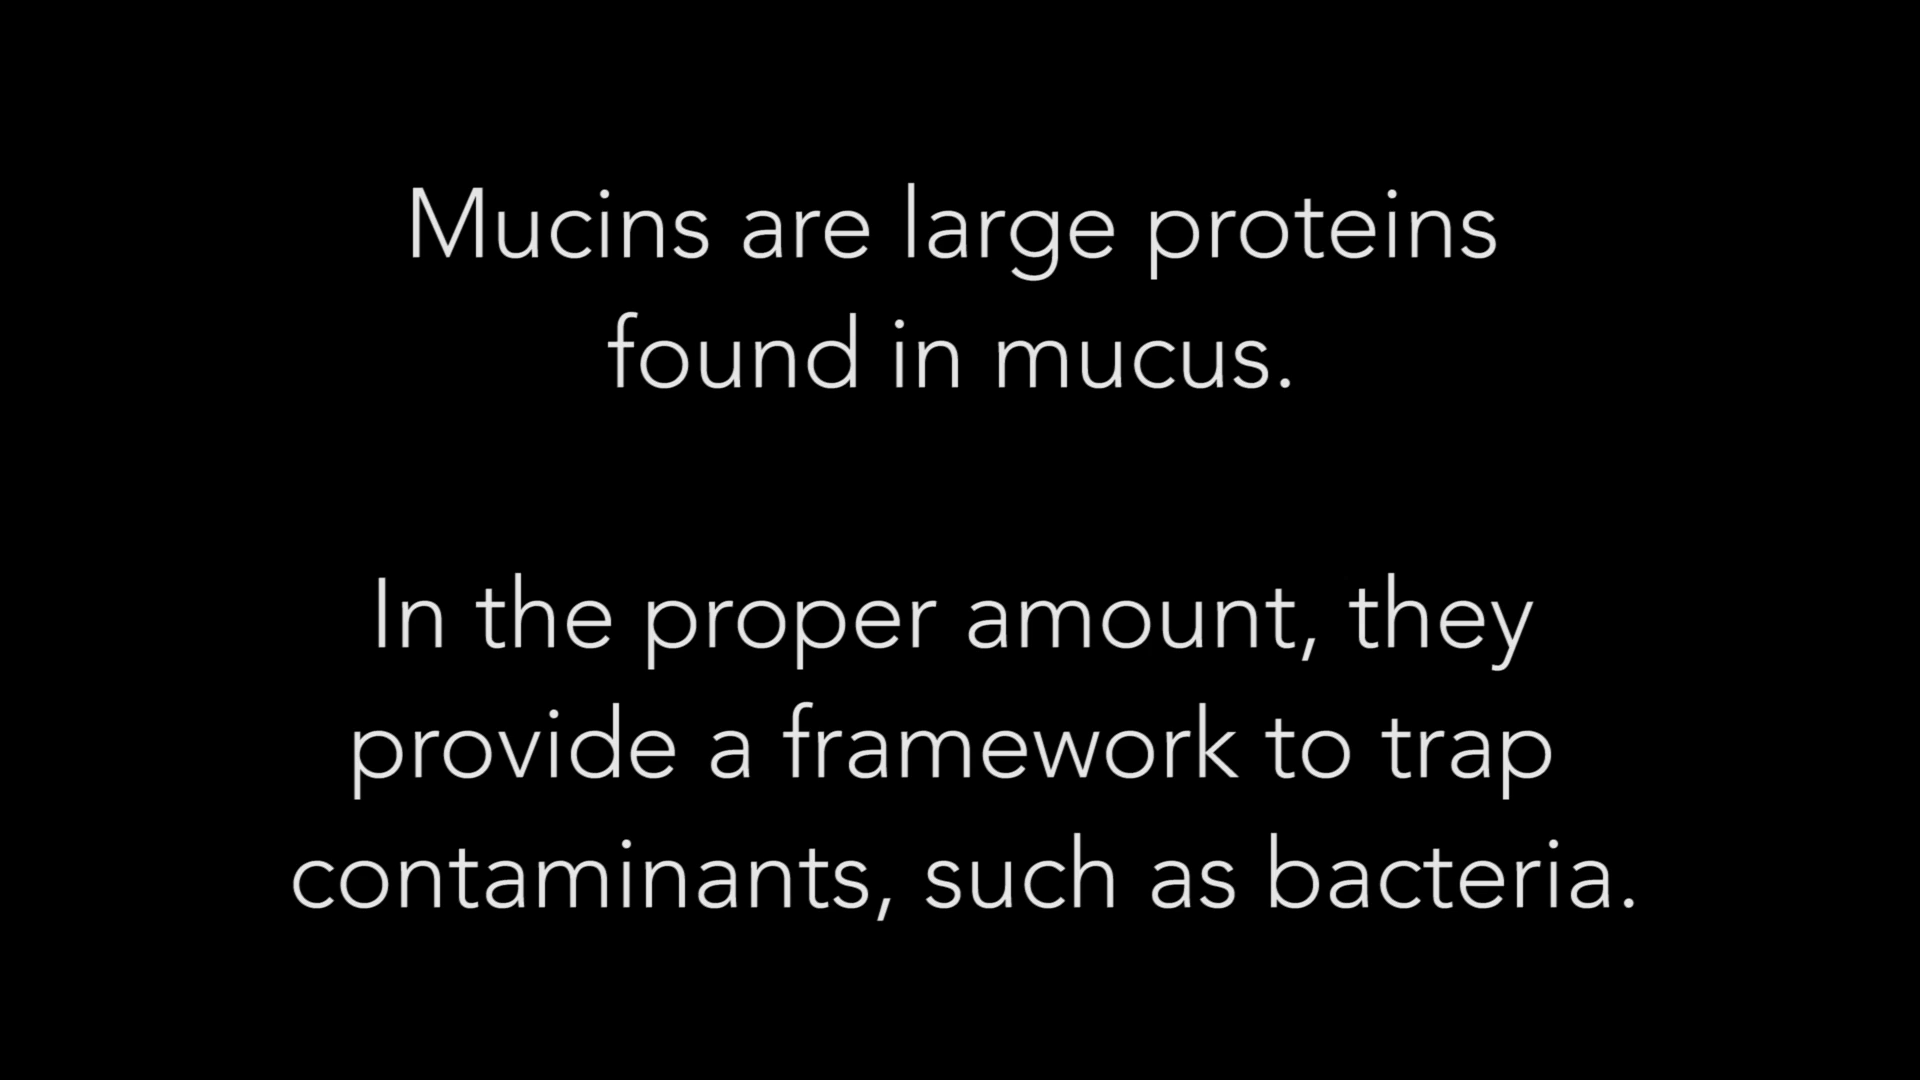 Mucins are large proteins
found in mucus.
In the proper amount, they
provide a framework to trap
contaminants, such as bacteria.